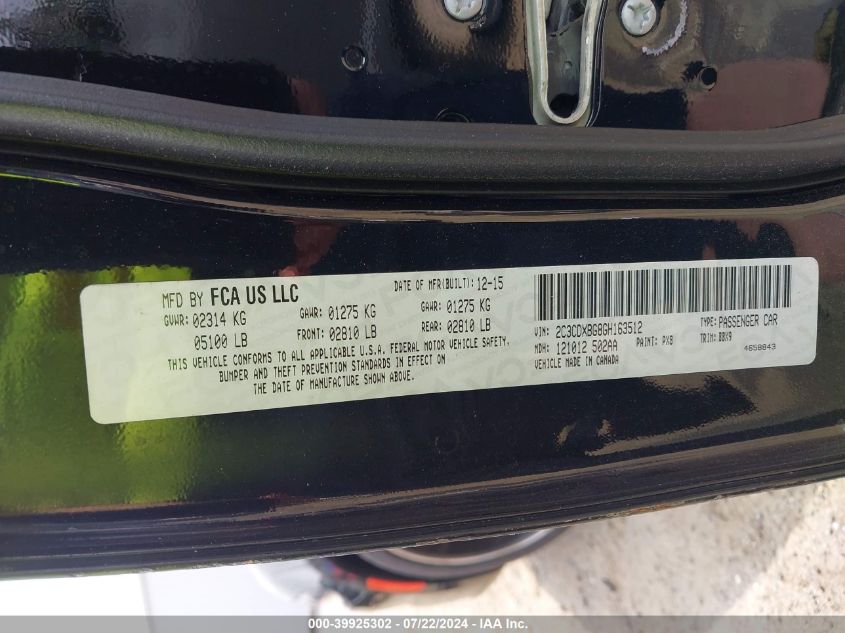 MFD BY FCA US LLC
DATE OF MFR(BUILT): 12-15
GVWR: 02314 KG
GAWR: 01275 KG
GAWR: 01275 KG
05100 LB
FRONT: 02810 LB
REAR: 02810 LB
THIS VEHICLE CONFORMS TO ALL APPLICABLE U.S.A. FEDERAL MOTOR VEHICLE SAFETY,
BUMPER AND THEFT PREVENTION STANDARDS IN EFFECT ON
THE DATE OF MANUFACTURE SHOWN ABOVE.
VIN: 2C3CDXBG8GH163512
TYPE: PASSENGER CAR
MDH: 121012 502AA
PAINT: PX8
TRIM: BBX9
VEHICLE MADE IN CANADA
4658843
000-39925302 - 07/22/2024 - IAA Inc.